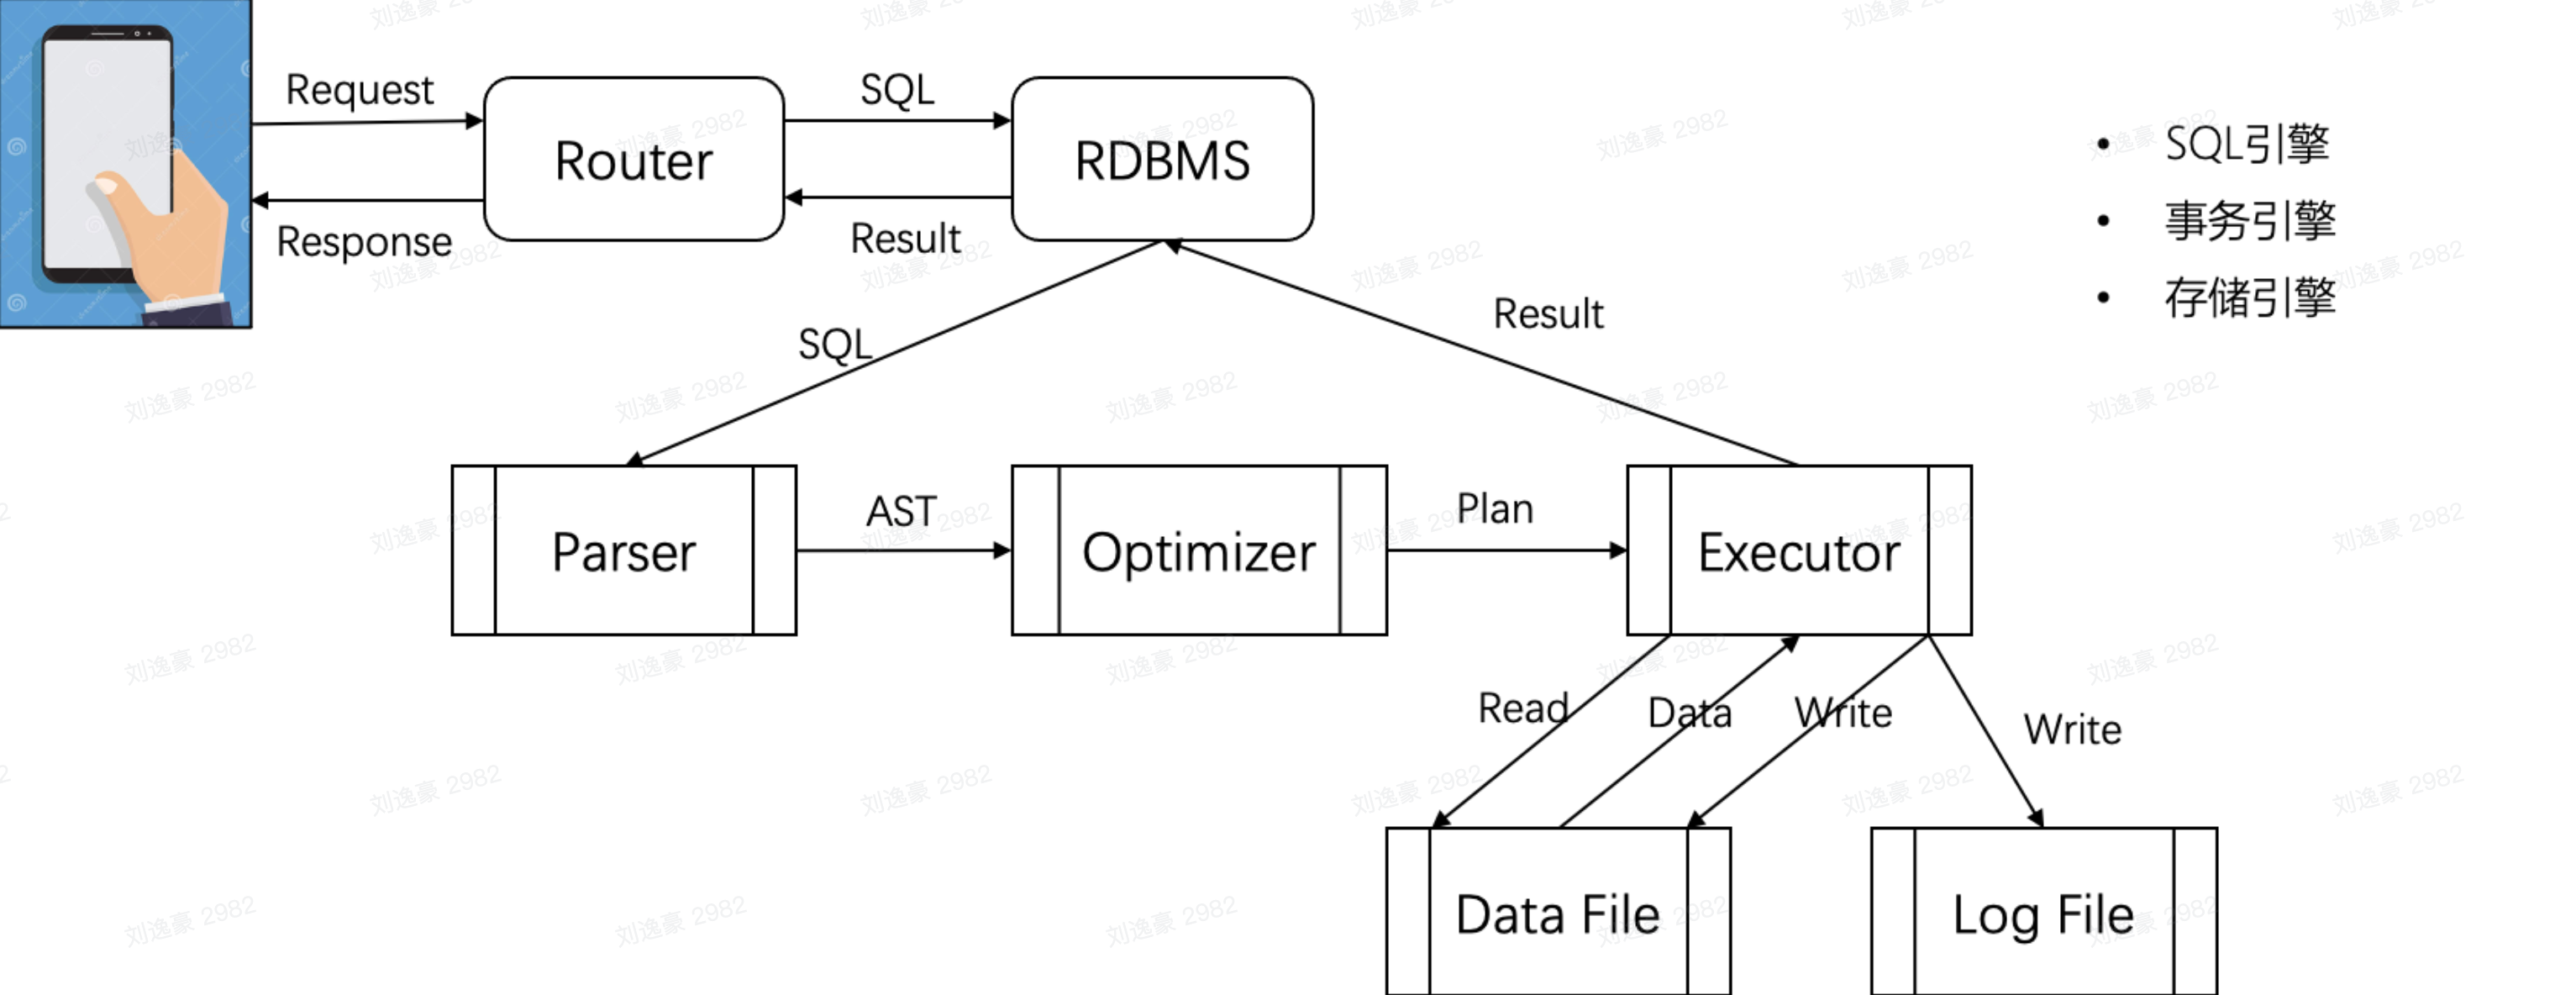 Request
SQL
Router
RDBMS
Response
Result
SQL引擎
事务引擎
存储引擎
SQL
Result
Parser
AST
Optimizer
Plan
Executor
Read
Data
Write
Write
Data File
Log File
刘逸豪 2982